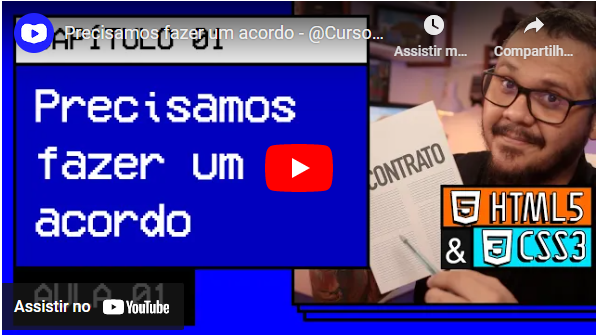 CAPÍTULO 01
Precisamos fazer um acordo - @Curso...
Assistir m...
Compartilh...
Precisamos
fazer um
acordo
CONTRATO
HTML5
& CSS3
AULA 01
Assistir no YouTube